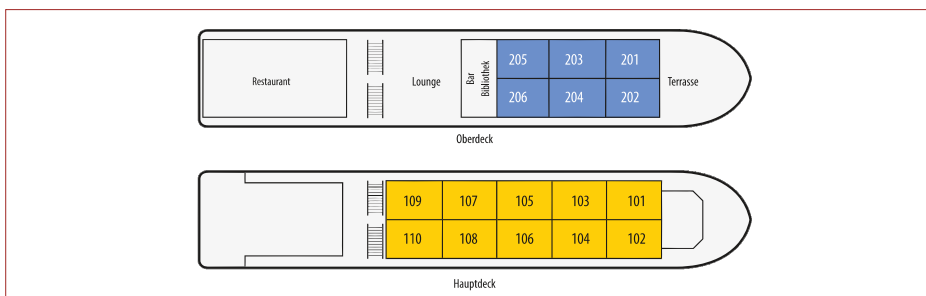 205 203 201
Restaurant
Lounge
Bar
Bibliothek
Terrasse
206 204 202
Oberdeck
109 107 105 103 101
110 108 106 104 102
Hauptdeck